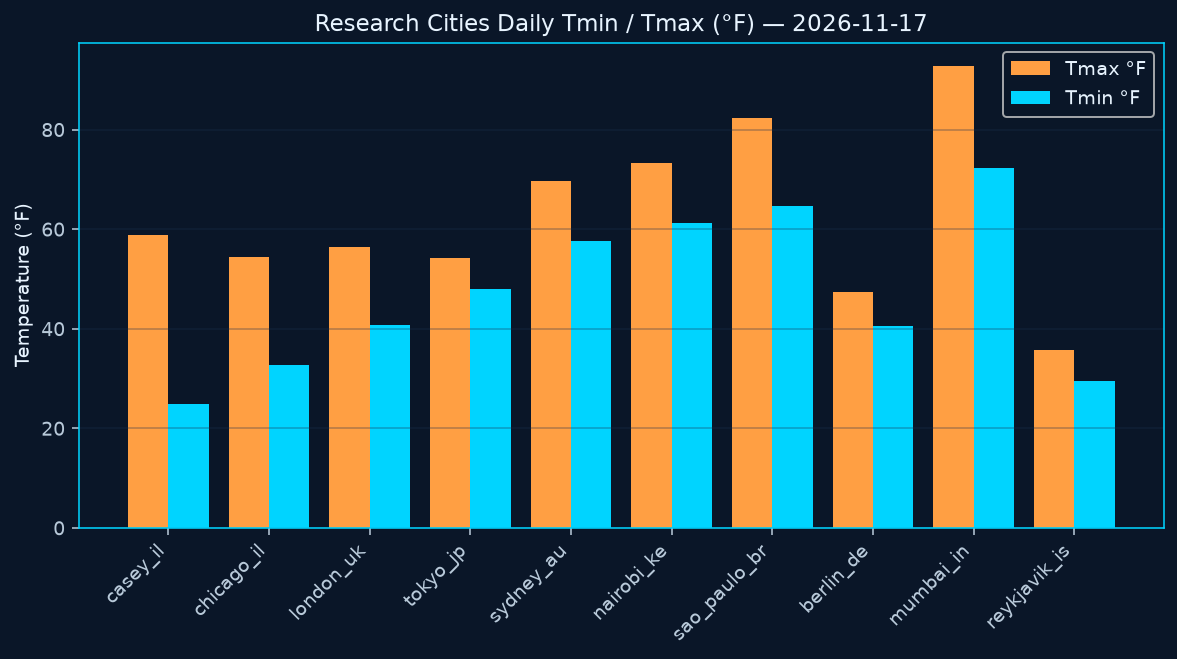 Research Cities Daily Tmin / Tmax (°F) — 2026-11-17
Tmax °F
Tmin °F
Temperature (°F)
80
60
40
20
0
casey_il
chicago_il
london_uk
tokyo_jp
sydney_au
nairobi_ke
sao_paulo_br
berlin_de
mumbai_in
reykjavik_is